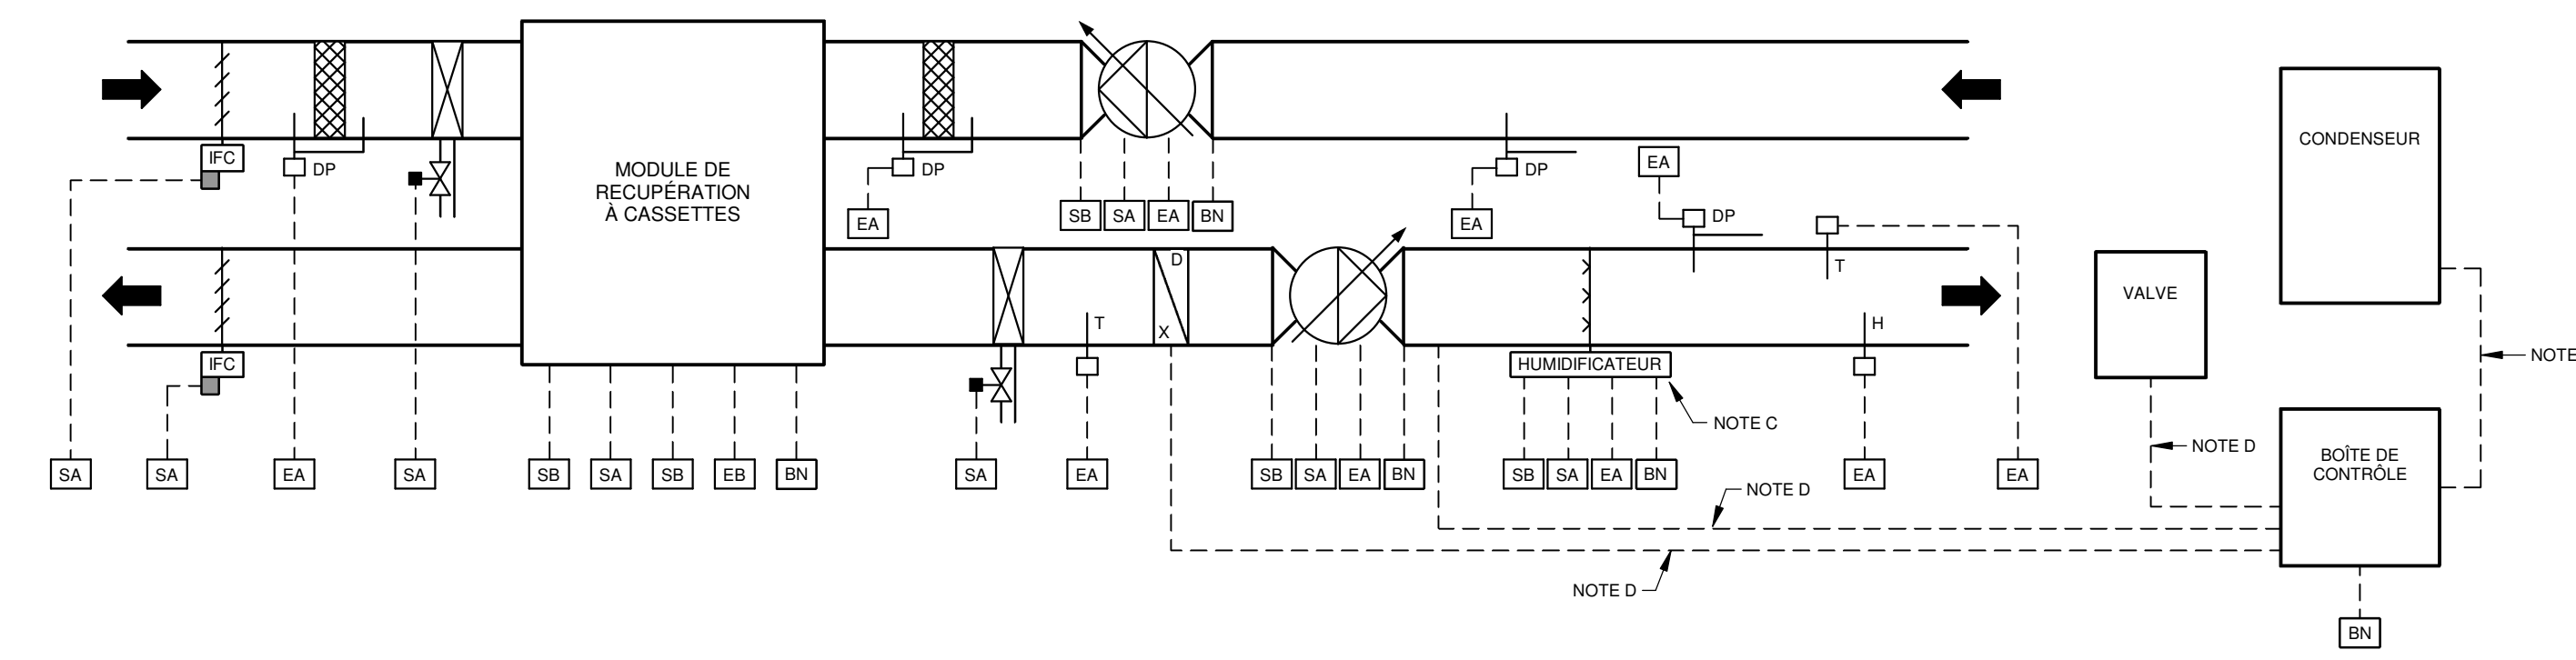 CONDENSEUR
IFC
DP
MODULE DE
RECUPÉRATION
À CASSETTES
DP
EA
SB
SA
EA
BN
DP
EA
EA
DP
T
D
X
T
H
VALVE
IFC
HUMIDIFICATEUR
NOTE
NOTE C
NOTE D
BOÎTE DE
CONTRÔLE
SA
SA
EA
SA
SB
SA
SB
EB
BN
SA
EA
SB
SA
EA
BN
SB
SA
EA
BN
EA
EA
NOTE D
NOTE D
BN